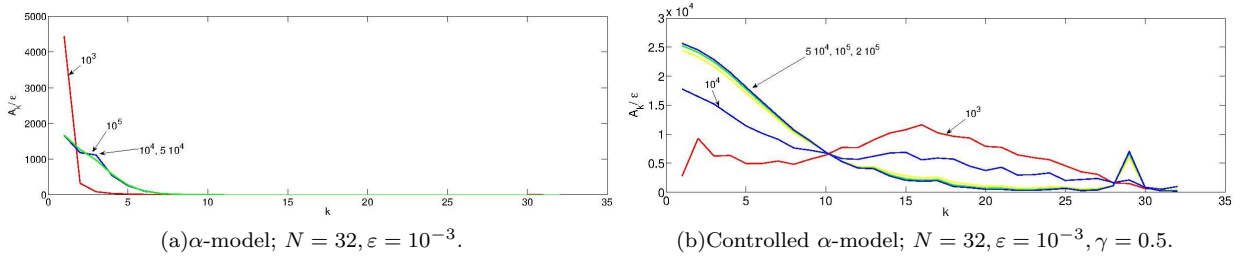 5000
4000
3000
2000
1000
0
0 5 10 15 20 25 30 35
A_k/ ε
k
10^3
10^5
10^4, 5 10^4
(a)α-model; N = 32, ε = 10^{-3}.
3 x 10^4
2.5
2
1.5
1
0.5
0
0 5 10 15 20 25 30 35
A_k/ ε
k
5 10^4, 10^5, 2 10^5
10^4
10^3
(b)Controlled α-model; N = 32, ε = 10^{-3}, γ = 0.5.